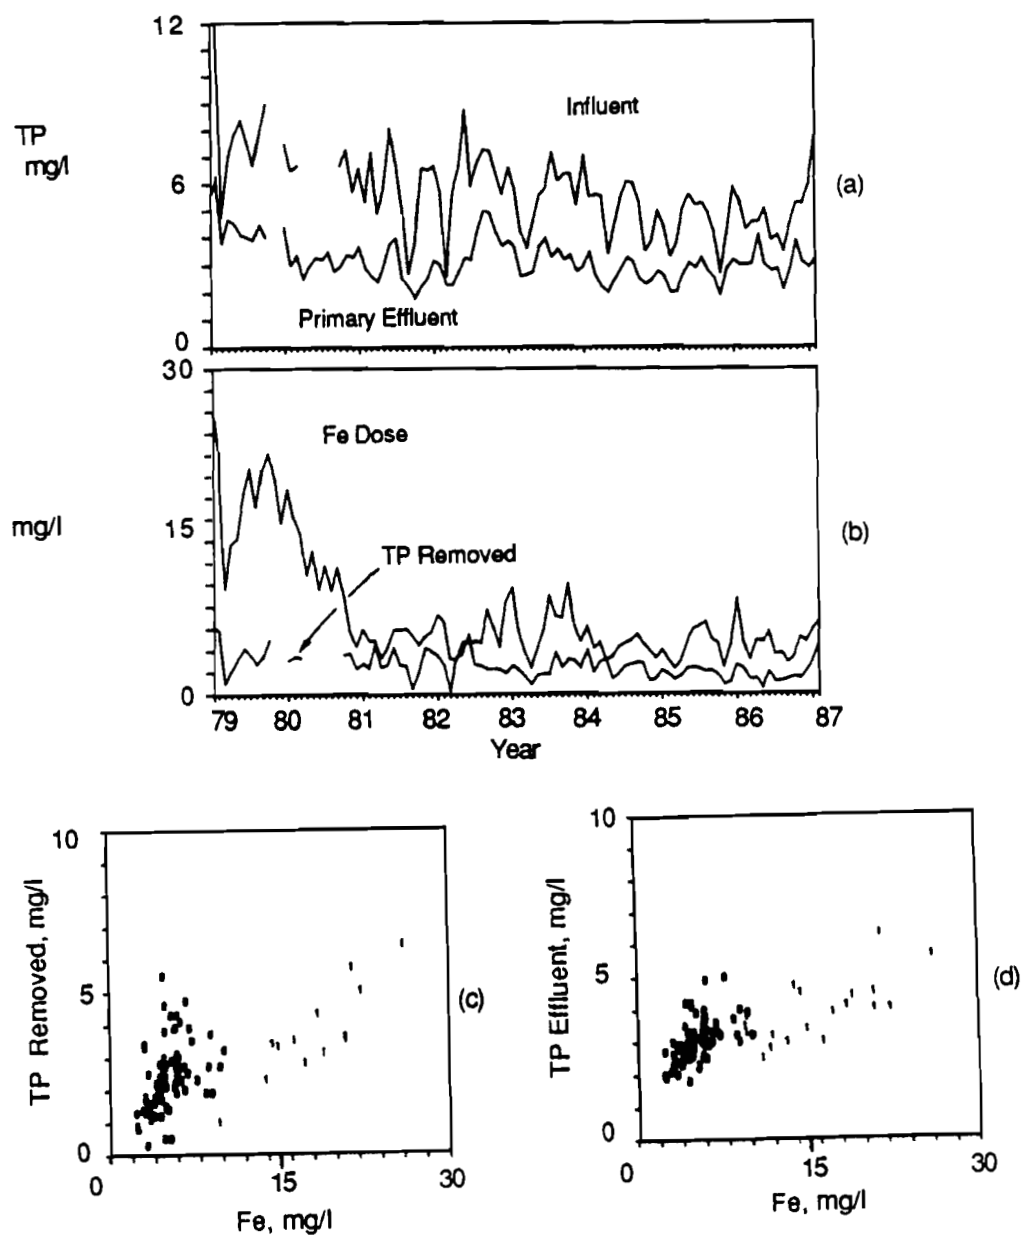 12
TP
mg/l
Influent
6
(a)
Primary Effluent
0
30
Fe Dose
mg/l
15
TP Removed
(b)
0
79 80 81 82 83 84 85 86 87
Year
10
TP Removed, mg/l
5
(c)
0
0 15 30
Fe, mg/l
10
TP Effluent, mg/l
5
(d)
0
0 15 30
Fe, mg/l